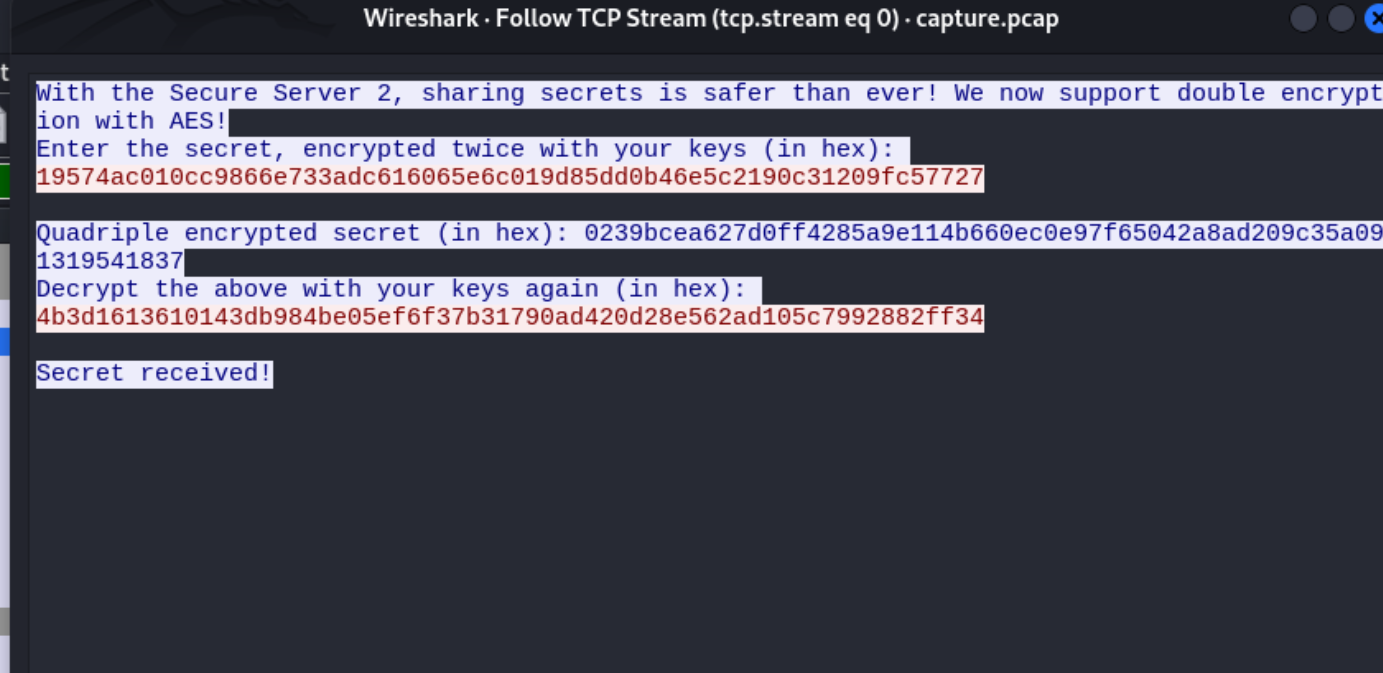 Wireshark · Follow TCP Stream (tcp.stream eq 0) · capture.pcap
t
With the Secure Server 2, sharing secrets is safer than ever! We now support double encrypt
ion with AES!
Enter the secret, encrypted twice with your keys (in hex):
19574ac010cc9866e733adc616065e6c019d85dd0b46e5c2190c31209fc57727
Quadriple encrypted secret (in hex): 0239bcea627d0ff4285a9e114b660ec0e97f65042a8ad209c35a09
1319541837
Decrypt the above with your keys again (in hex):
4b3d1613610143db984be05ef6f37b31790ad420d28e562ad105c7992882ff34
Secret received!